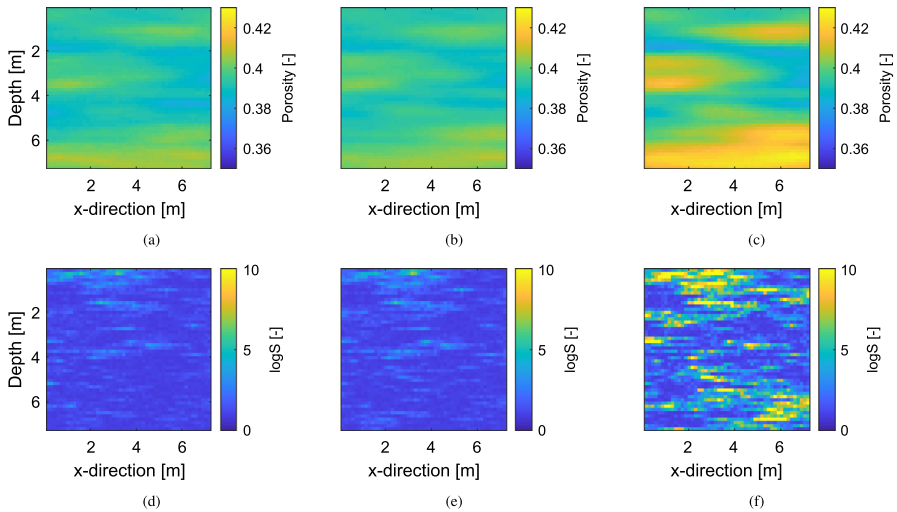 0.42
0.4
0.38
0.36
Porosity [-]
2
4
6
Depth [m]
2 4 6
x-direction [m]
(a)
0.42
0.4
0.38
0.36
Porosity [-]
2 4 6
x-direction [m]
(b)
0.42
0.4
0.38
0.36
Porosity [-]
2 4 6
x-direction [m]
(c)
10
5
0
logS [-]
2
4
6
Depth [m]
2 4 6
x-direction [m]
(d)
10
5
0
logS [-]
2 4 6
x-direction [m]
(e)
10
5
0
logS [-]
2 4 6
x-direction [m]
(f)